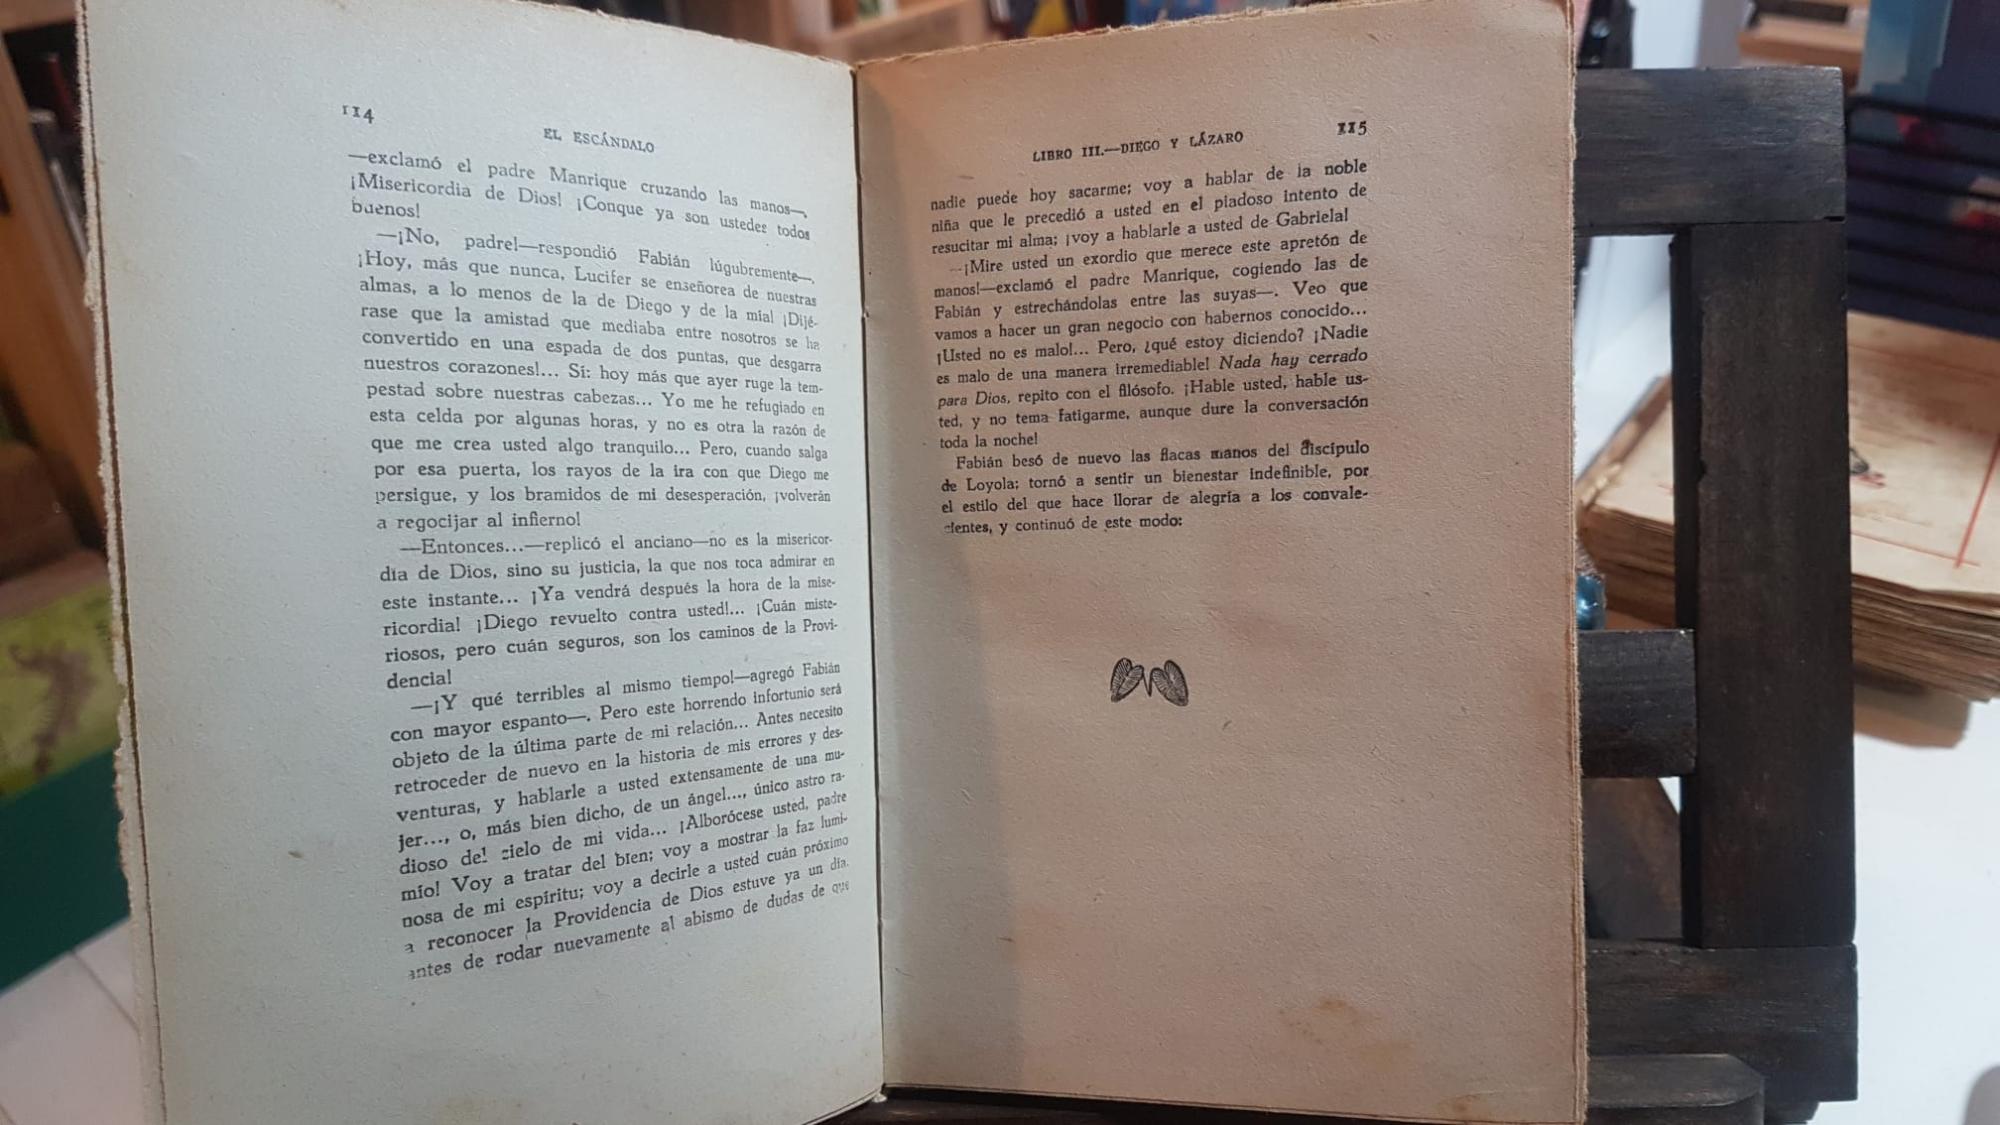 114
EL ESCÁNDALO
—exclamó el padre Manrique cruzando las manos—.
¡Misericordia de Dios! ¡Conque ya son ustedes todos
buenos!
—¡No, padre!—respondió Fabián lúgubremente—.
¡Hoy, más que nunca, Lucifer se enseñorea de nuestras
almas, a lo menos de la de Diego y de la mía! ¡Dijé-
rase que la amistad que mediaba entre nosotros se ha
convertido en una espada de dos puntas, que desgarra
nuestros corazones!... Sí: hoy más que ayer ruge la tem-
pestad sobre nuestras cabezas... Yo me he refugiado en
esta celda por algunas horas, y no es otra la razón de
que me crea usted algo tranquilo... Pero, cuando salga
por esa puerta, los rayos de la ira con que Diego me
persigue, y los bramidos de mi desesperación, ¡volverán
a regocijar al infierno!
—Entonces...—replicó el anciano—no es la misericor-
dia de Dios, sino su justicia, la que nos toca admirar en
este instante... ¡Ya vendrá después la hora de la mise-
ricordia! ¡Diego revuelto contra usted!... ¡Cuán miste-
riosos, pero cuán seguros, son los caminos de la Provi-
dencia!
—¡Y qué terribles al mismo tiempo!—agregó Fabián
con mayor espanto—. Pero este horrendo infortunio será
objeto de la última parte de mi relación... Antes necesito
retroceder de nuevo en la historia de mis errores y des-
venturas, y hablarle a usted extensamente de una mu-
jer..., o, más bien dicho, de un ángel..., único astro ra-
dioso del cielo de mi vida... ¡Alborócese usted, padre
mío! Voy a tratar del bien; voy a mostrar la faz lumi-
nosa de mi espíritu; voy a decirle a usted cuán próximo
a reconocer la Providencia de Dios estuve ya un día,
antes de rodar nuevamente al abismo de dudas de que
LIBRO III.—DIEGO Y LÁZARO
115
nadie puede hoy sacarme; voy a hablar de la noble
niña que le precedió a usted en el piadoso intento de
resucitar mi alma; ¡voy a hablarle a usted de Gabriela!
—¡Mire usted un exordio que merece este apretón de
manos!—exclamó el padre Manrique, cogiendo las de
Fabián y estrechándolas entre las suyas—. Veo que
vamos a hacer un gran negocio con habernos conocido...
¡Usted no es malo!... Pero, ¿qué estoy diciendo? ¡Nadie
es malo de una manera irremediable! Nada hay cerrado
para Dios, repito con el filósofo. ¡Hable usted, hable us-
ted, y no tema fatigarme, aunque dure la conversación
toda la noche!
Fabián besó de nuevo las flacas manos del discípulo
de Loyola; tornó a sentir un bienestar indefinible, por
el estilo del que hace llorar de alegría a los convale-
cientes, y continuó de este modo: